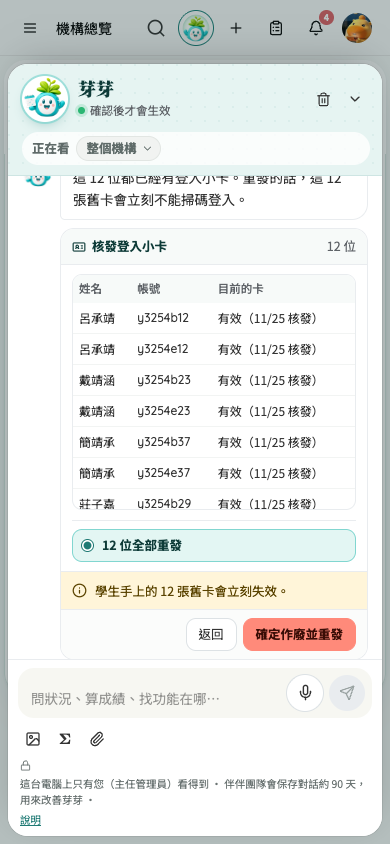 機構總覽
4
芽芽
確認後才會生效
正在看 整個機構
這 12 位都已經有登入小卡。重發的話，這 12
張舊卡會立刻不能掃碼登入。
核發登入小卡 12 位
姓名 帳號 目前的卡
呂承靖 y3254b12 有效（11/25 核發）
呂承靖 y3254e12 有效（11/25 核發）
戴靖涵 y3254b23 有效（11/25 核發）
戴靖涵 y3254e23 有效（11/25 核發）
簡靖承 y3254b37 有效（11/25 核發）
簡靖承 y3254e37 有效（11/25 核發）
莊子嘉 y3254b29 有效（11/25 核發）
12 位全部重發
學生手上的 12 張舊卡會立刻失效。
返回 確定作廢並重發
問狀況、算成績、找功能在哪…
這台電腦上只有您（主任管理員）看得到 · 伴伴團隊會保存對話約 90 天，
用來改善芽芽 ·
說明